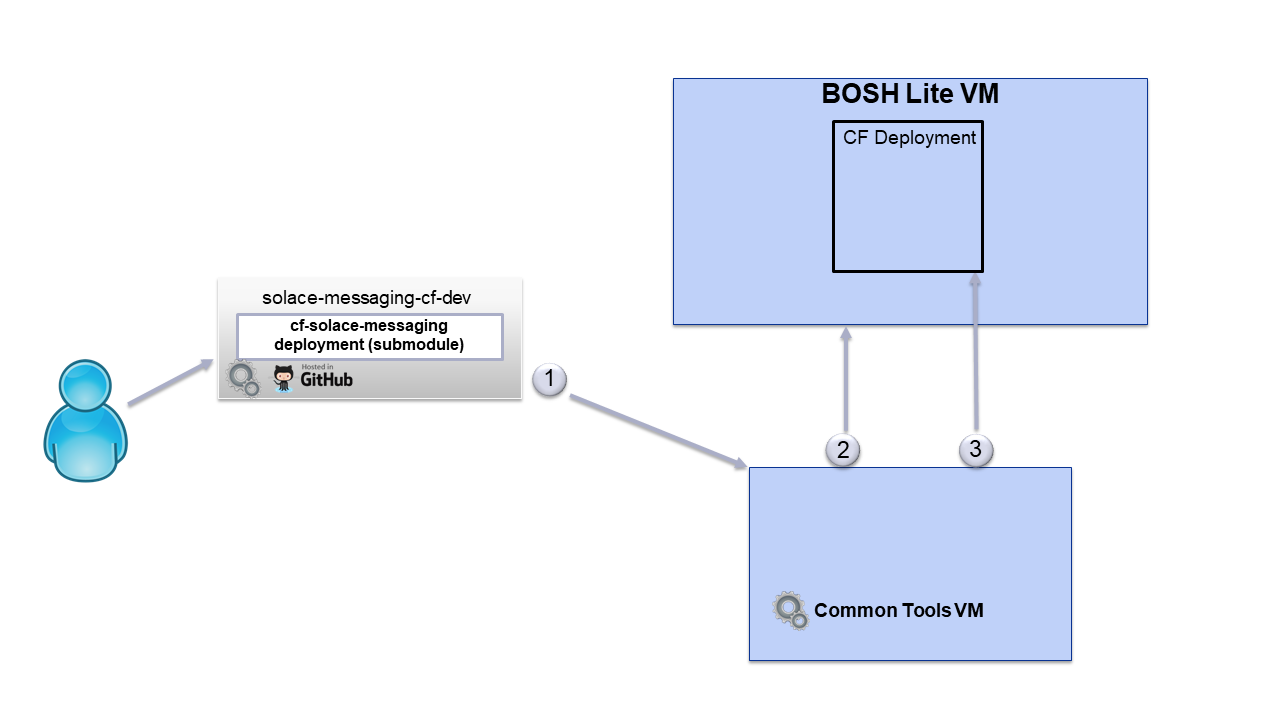 BOSH Lite VM
CF Deployment
solace-messaging-cf-dev
cf-solace-messaging
deployment (submodule)
Hosted in
GitHub
1
2
3
Common Tools VM